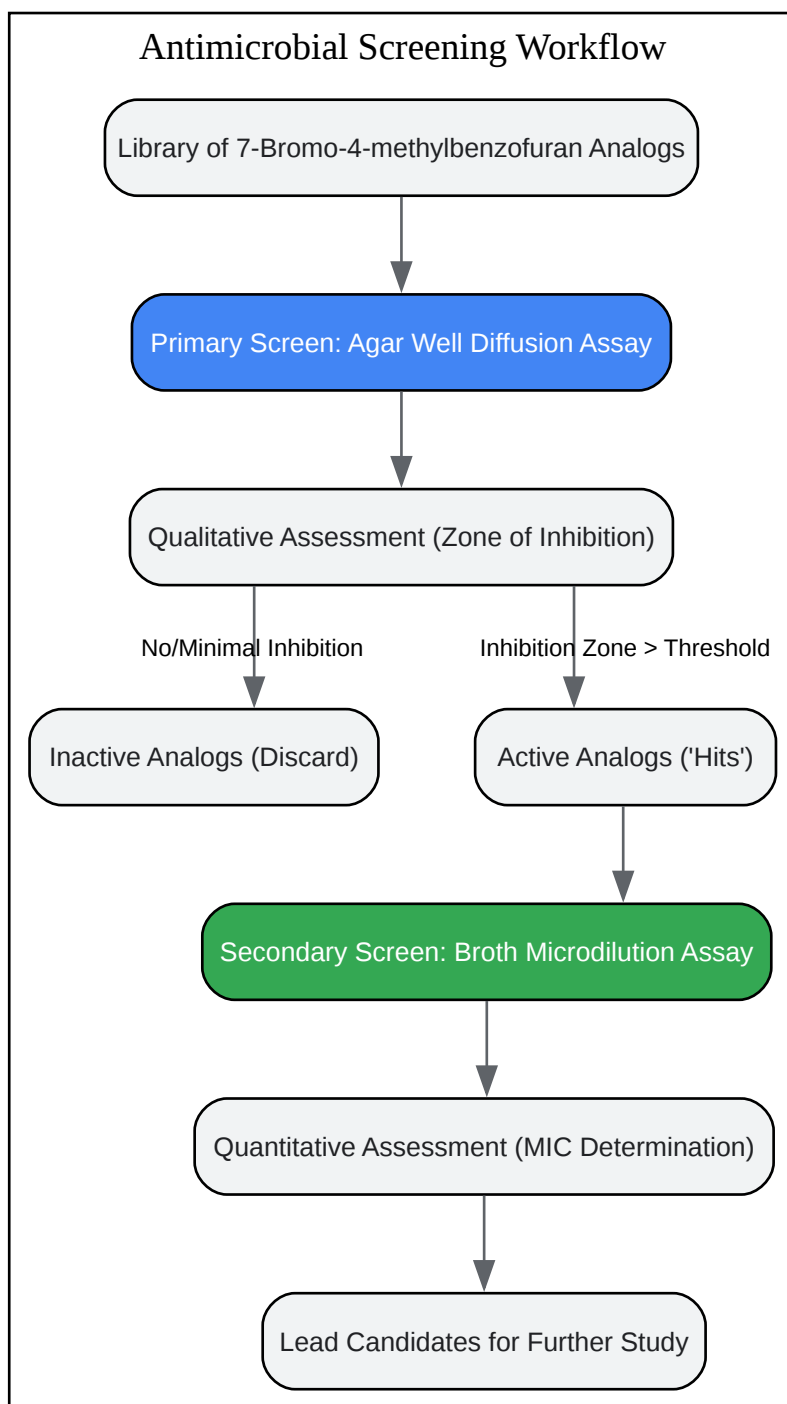 Antimicrobial Screening Workflow
Library of 7-Bromo-4-methylbenzofuran Analogs
Primary Screen: Agar Well Diffusion Assay
Qualitative Assessment (Zone of Inhibition)
No/Minimal Inhibition
Inhibition Zone > Threshold
Inactive Analogs (Discard)
Active Analogs ('Hits')
Secondary Screen: Broth Microdilution Assay
Quantitative Assessment (MIC Determination)
Lead Candidates for Further Study